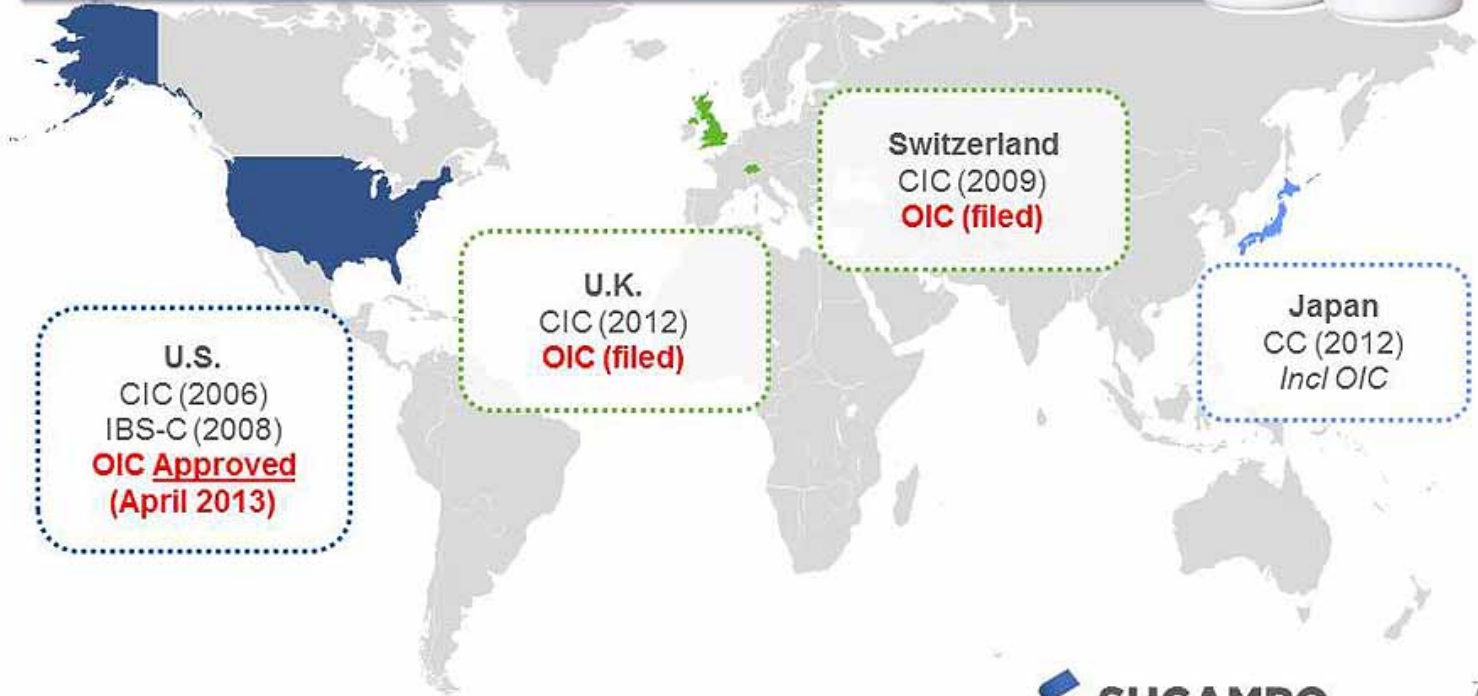 Switzerland
CIC (2009)
OIC (filed)
U.K.
CIC (2012)
OIC (filed)
Japan
CC (2012)
Incl OIC
U.S.
CIC (2006)
IBS-C (2008)
OIC Approved
(April 2013)
SUCAMPO